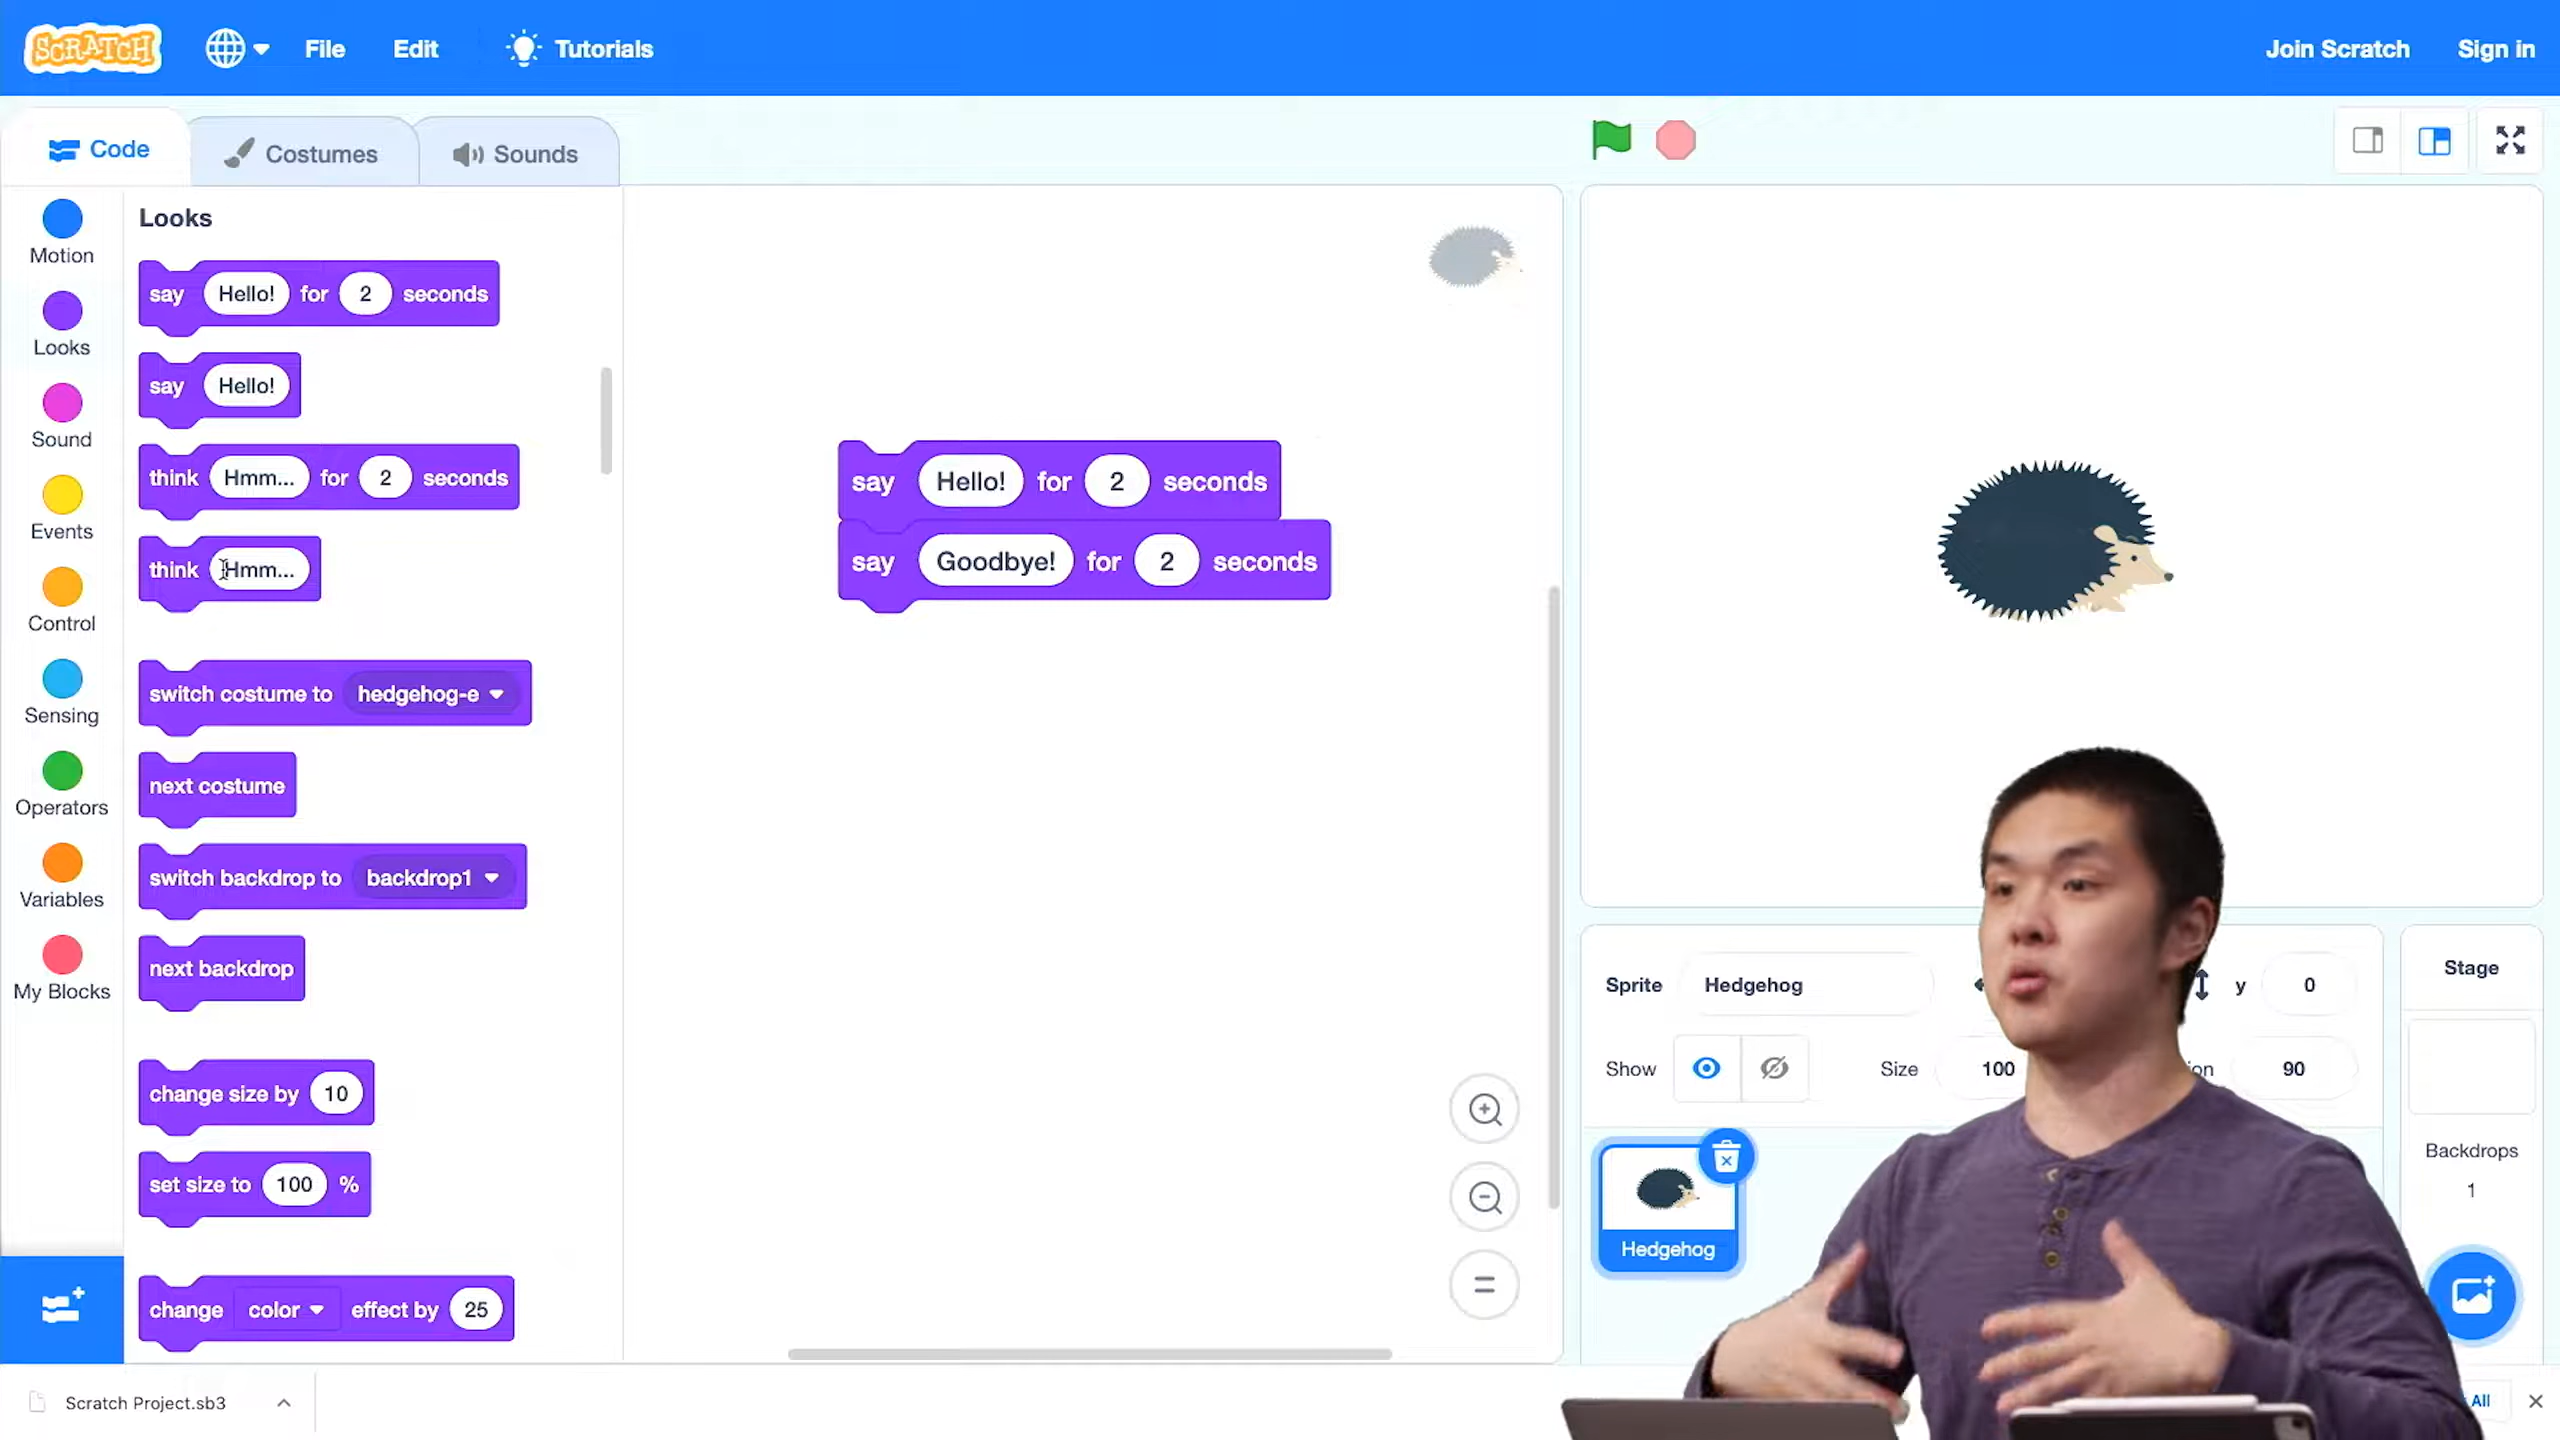 SCRATCH File Edit Tutorials Join Scratch Sign in
Code Costumes Sounds
Motion
Looks
Sound
Events
Control
Sensing
Operators
Variables
My Blocks
Looks
say Hello! for 2 seconds
say Hello!
think Hmm... for 2 seconds
think Hmm...
switch costume to hedgehog-e
next costume
switch backdrop to backdrop1
next backdrop
change size by 10
set size to 100 %
change color effect by 25
say Hello! for 2 seconds
say Goodbye! for 2 seconds
Sprite Hedgehog y 0
Show Size 100 ion 90
Hedgehog
Stage
Backdrops
1
Scratch Project.sb3
All